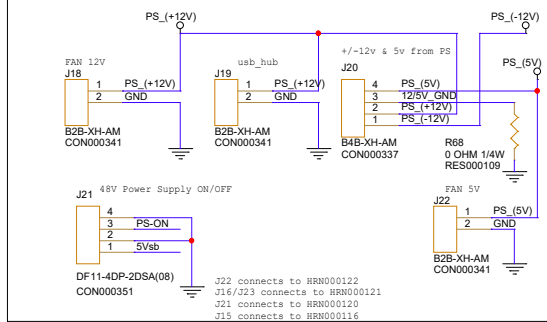 PS_(+12V)
PS_(-12V)
FAN 12V
J18
1 PS_(+12V)
2 GND
B2B-XH-AM
CON000341
usb_hub
J19
1 PS_(+12V)
2 GND
B2B-XH-AM
CON000341
+/-12v & 5v from PS
J20
4 PS_(5V)
3 12/5V_GND
2 PS_(+12V)
1 PS_(-12V)
B4B-XH-AM
CON000337
PS_(5V)
R68
0 OHM 1/4W
RES000109
48V Power Supply ON/OFF
J21
4
3 PS-ON
2
1 5Vsb
DF11-4DP-2DSA(08)
CON000351
FAN 5V
J22
1 PS_(5V)
2 GND
B2B-XH-AM
CON000341
J22 connects to HRN000122
J16/J23 connects to HRN000121
J21 connects to HRN000120
J15 connects to HRN000116